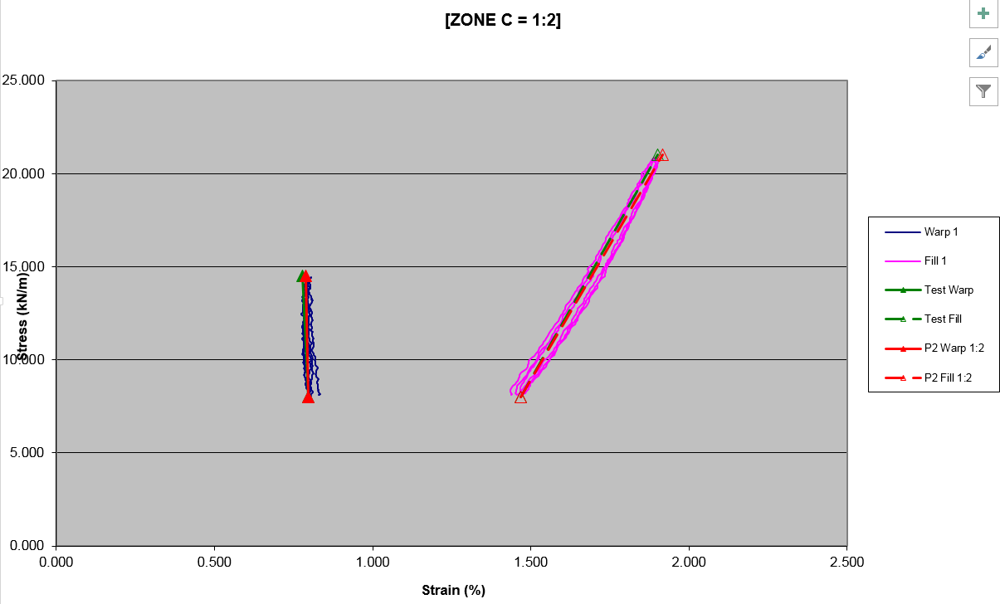 [ZONE C = 1:2]
25.000
20.000
15.000
10.000
5.000
0.000
Stress (kN/m)
0.000 0.500 1.000 1.500 2.000 2.500
Strain (%)
Warp 1
Fill 1
Test Warp
Test Fill
P2 Warp 1:2
P2 Fill 1:2